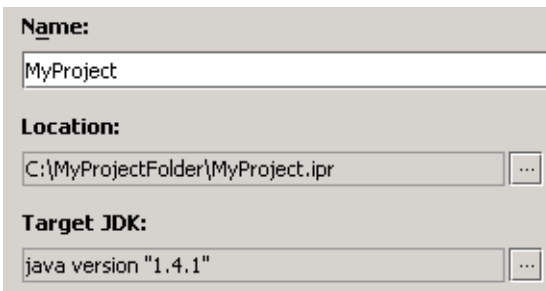 Name:
MyProject
Location:
C:\MyProjectFolder\MyProject.ipr
...
Target JDK:
java version "1.4.1"
...